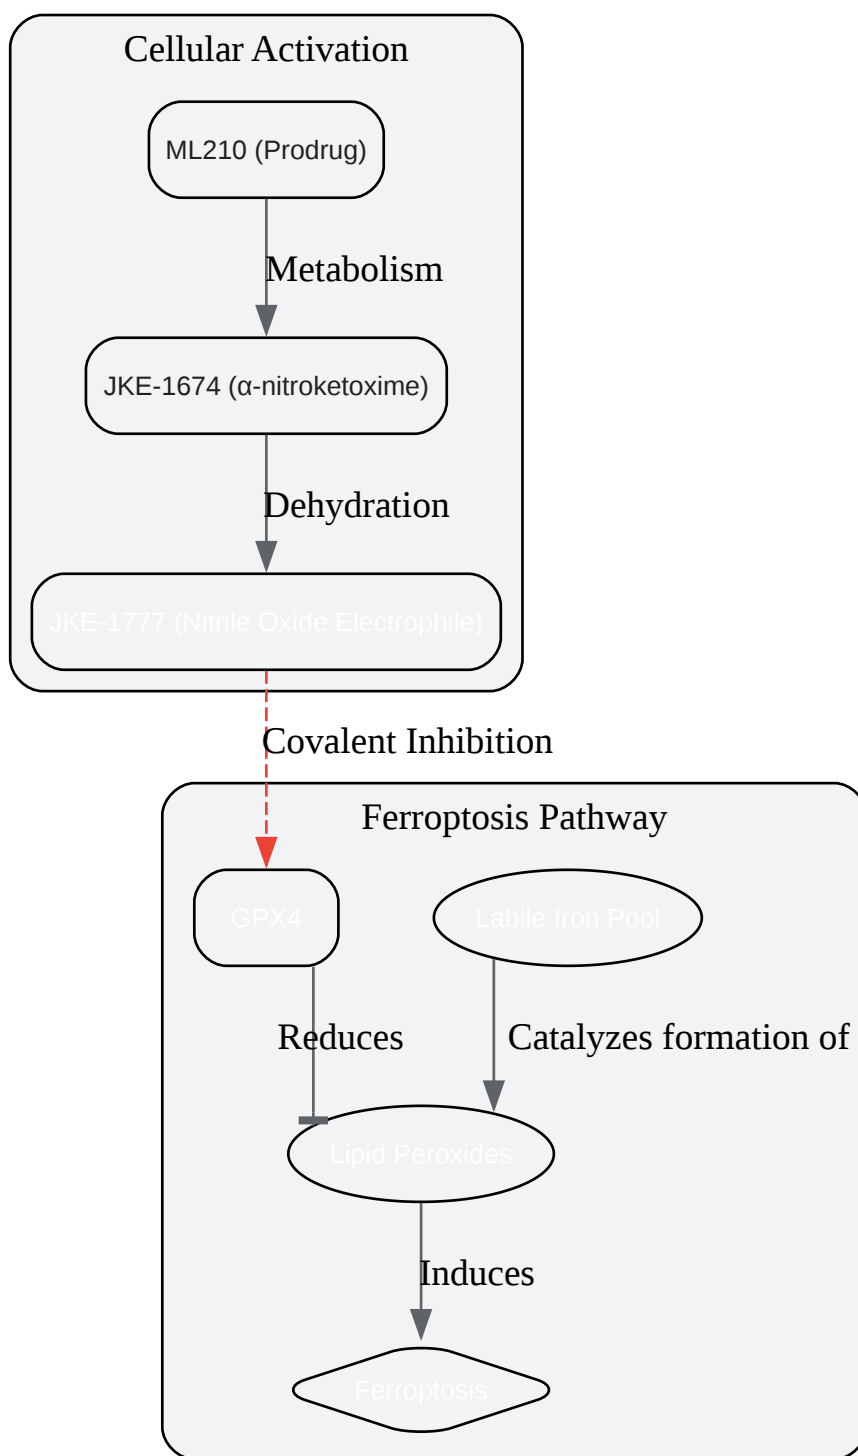 Cellular Activation
ML210 (Prodrug)
Metabolism
JKE-1674 (α-nitroketoxime)
Dehydration
JKE-1777 (Nitrile Oxide Electrophile)
Covalent Inhibition
Ferroptosis Pathway
GPX4
Labile Iron Pool
Reduces
Catalyzes formation of
Lipid Peroxides
Induces
Ferroptosis